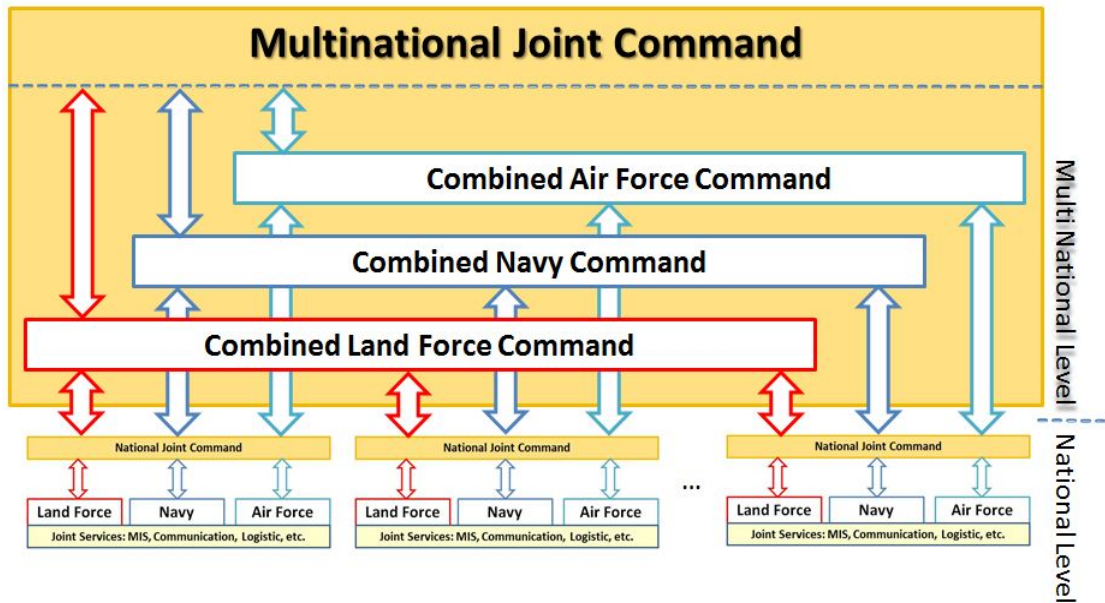 Multinational Joint Command
Combined Air Force Command
Combined Navy Command
Combined Land Force Command
MultiNational Level
National Level
National Joint Command
National Joint Command
National Joint Command
Land Force
Navy
Air Force
Joint Services: MIS, Communication, Logistic, etc.
Land Force
Navy
Air Force
Joint Services: MIS, Communication, Logistic, etc.
...
Land Force
Navy
Air Force
Joint Services: MIS, Communication, Logistic, etc.